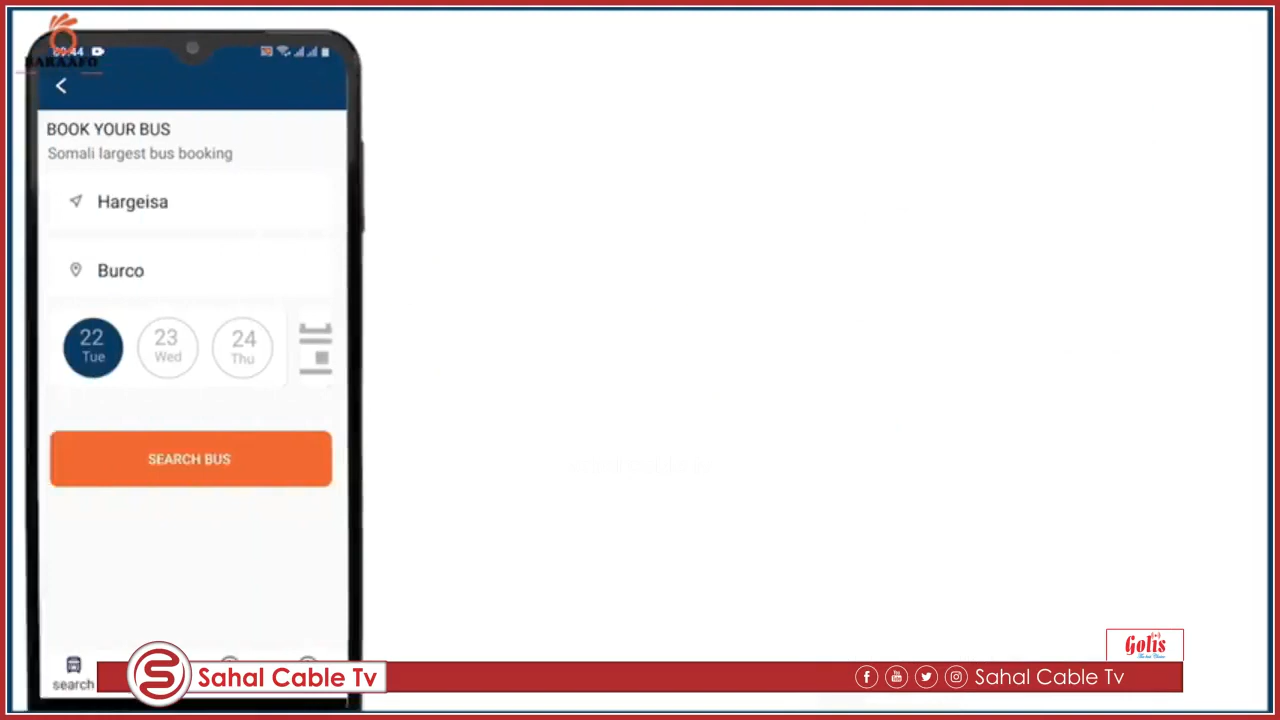 BARAAFO
BOOK YOUR BUS
Somali largest bus booking
Hargeisa
Burco
22
Tue
23
Wed
24
Thu
SEARCH BUS
search
Sahal Cable Tv
Golis
Sahal Cable Tv